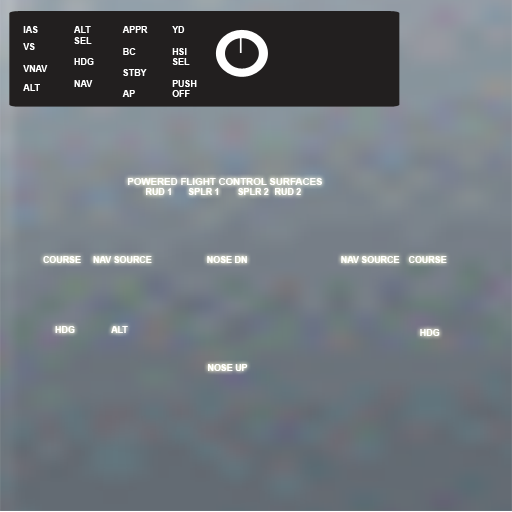 IAS
VS
VNAV
ALT
ALT
SEL
HDG
NAV
APPR
BC
STBY
AP
YD
HSI
SEL
PUSH
OFF
POWERED FLIGHT CONTROL SURFACES
RUD 1 SPLR 1 SPLR 2 RUD 2
COURSE NAV SOURCE NOSE DN NAV SOURCE COURSE
HDG ALT HDG
NOSE UP